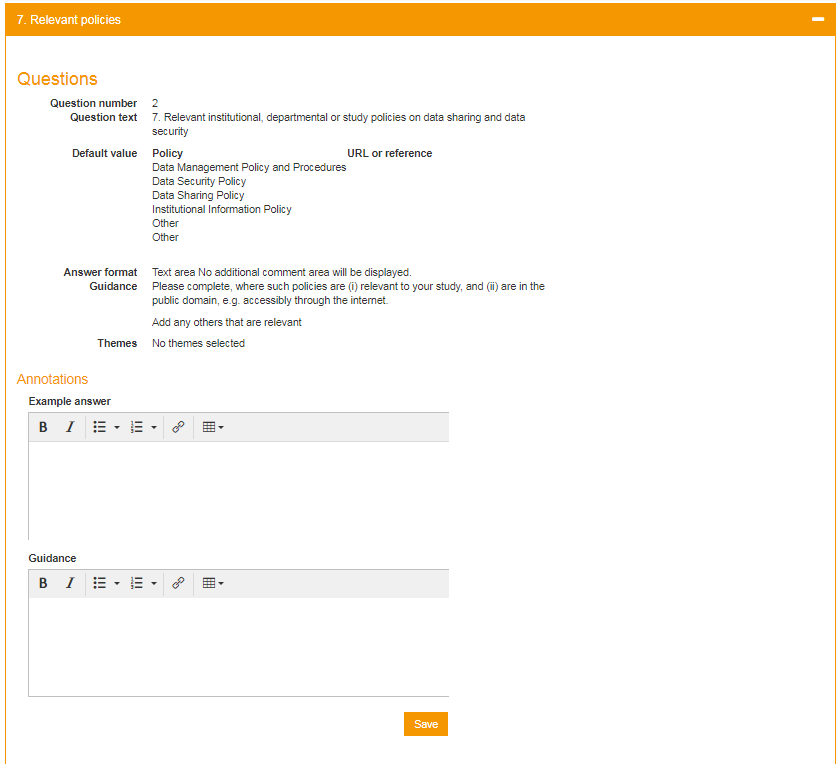 7. Relevant policies
Questions
Question number 2
Question text 7. Relevant institutional, departmental or study policies on data sharing and data
security
Default value Policy URL or reference
Data Management Policy and Procedures
Data Security Policy
Data Sharing Policy
Institutional Information Policy
Other
Other
Answer format Text area No additional comment area will be displayed.
Guidance Please complete, where such policies are (i) relevant to your study, and (ii) are in the
public domain, e.g. accessibly through the internet.
Add any others that are relevant
Themes No themes selected
Annotations
Example answer
B I
Guidance
B I
Save